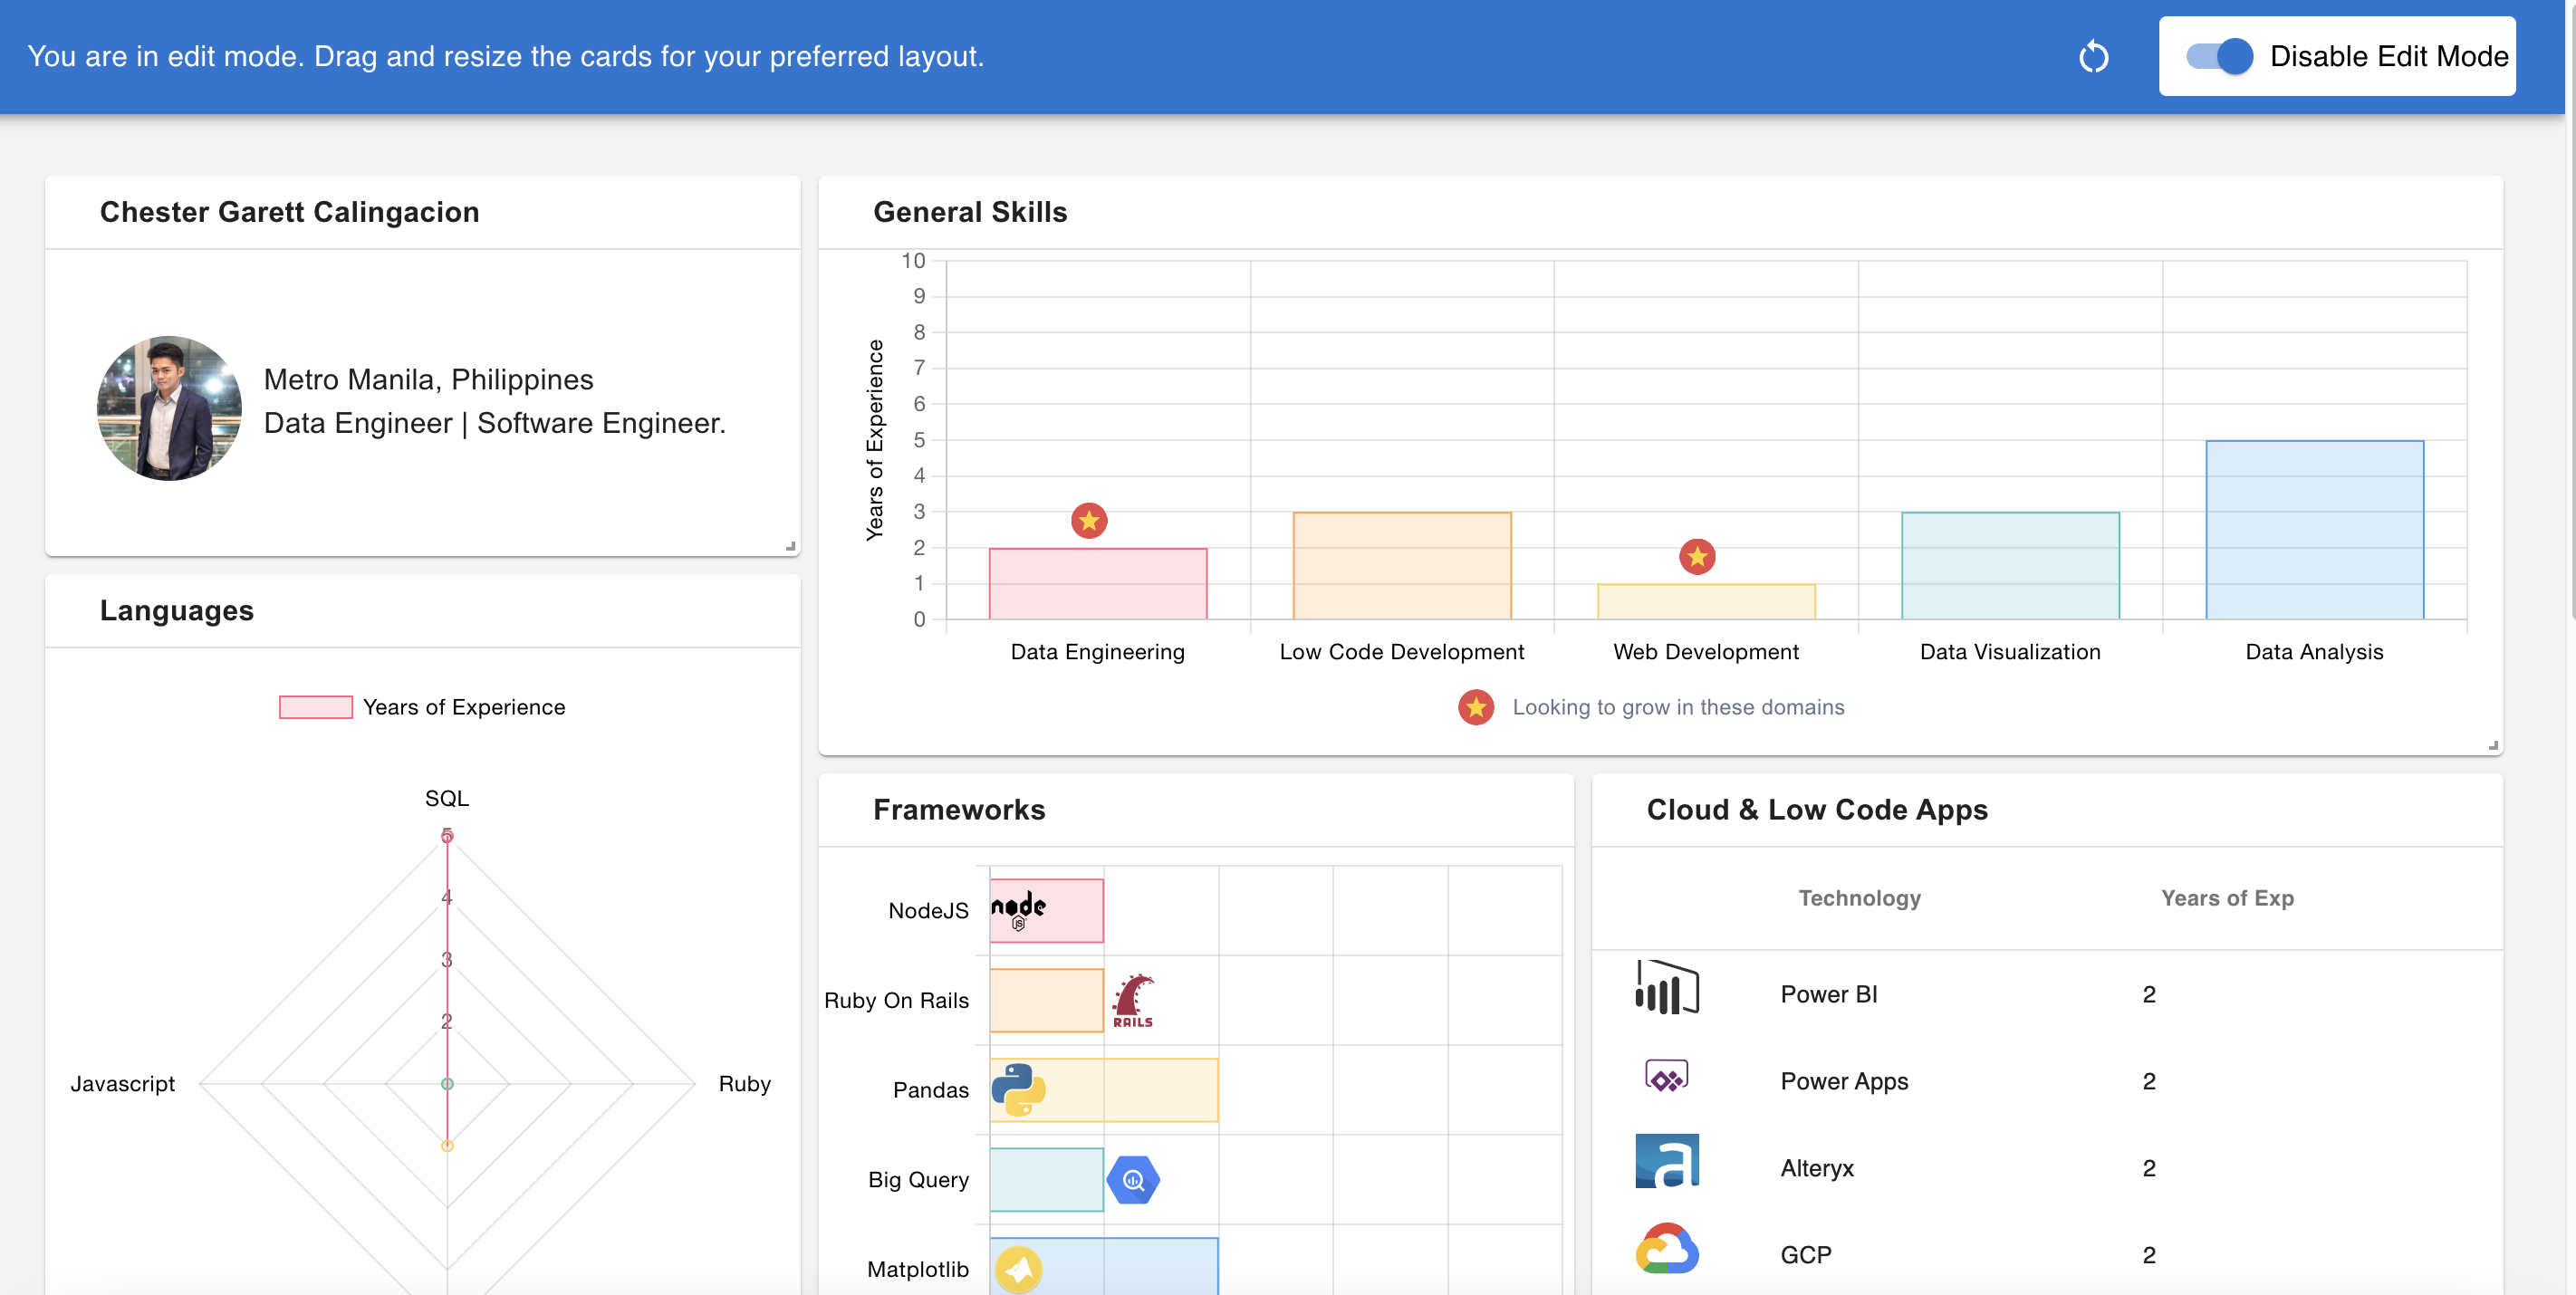 You are in edit mode. Drag and resize the cards for your preferred layout.
Disable Edit Mode
Chester Garett Calingacion
Metro Manila, Philippines
Data Engineer | Software Engineer.
General Skills
Years of Experience
10
9
8
7
6
5
4
3
2
1
0
Data Engineering
Low Code Development
Web Development
Data Visualization
Data Analysis
Looking to grow in these domains
Languages
Years of Experience
SQL
5
4
3
2
Javascript
Ruby
Frameworks
NodeJS
node
JS
Ruby On Rails
RAILS
Pandas
Big Query
Matplotlib
Cloud & Low Code Apps
Technology Years of Exp
Power BI 2
Power Apps 2
a
Alteryx 2
GCP 2